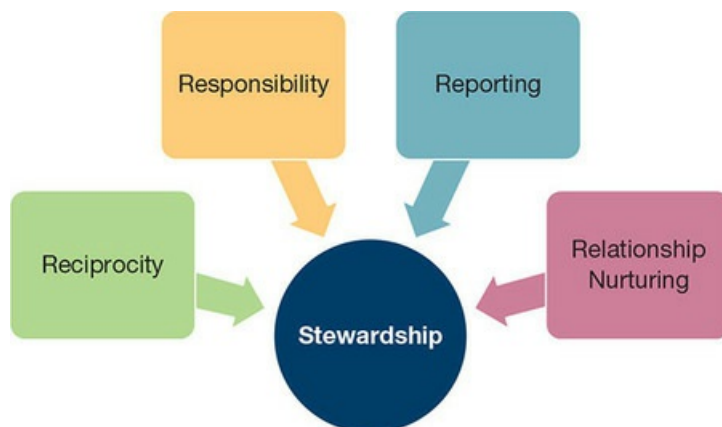 Responsibility
Reporting
Reciprocity
Relationship
Nurturing
Stewardship